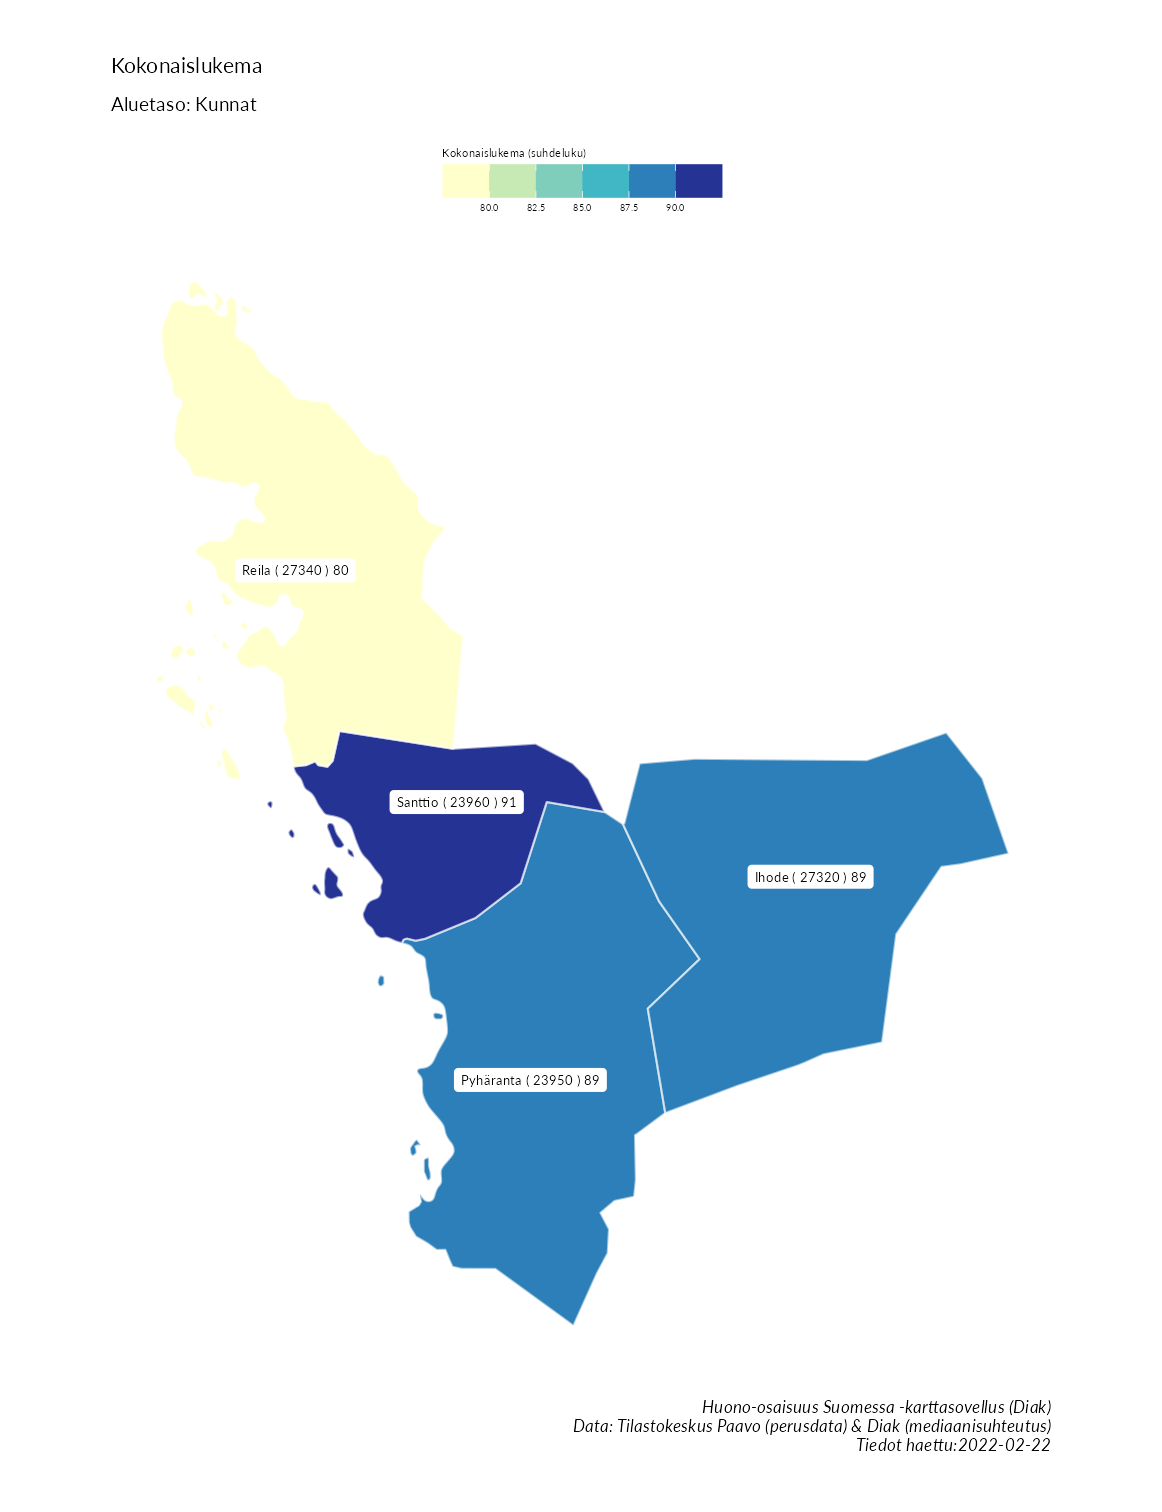 Kokonaislukema
Aluetaso: Kunnat
Kokonaislukema (suhdeluku)
80.0 82.5 85.0 87.5 90.0
Reila ( 27340 ) 80
Santtio ( 23960 ) 91
Ihode ( 27320 ) 89
Pyhäranta ( 23950 ) 89
Huono-osaisuus Suomessa -karttasovellus (Diak)
Data: Tilastokeskus Paavo (perusdata) & Diak (mediaanisuhteutus)
Tiedot haettu:2022-02-22